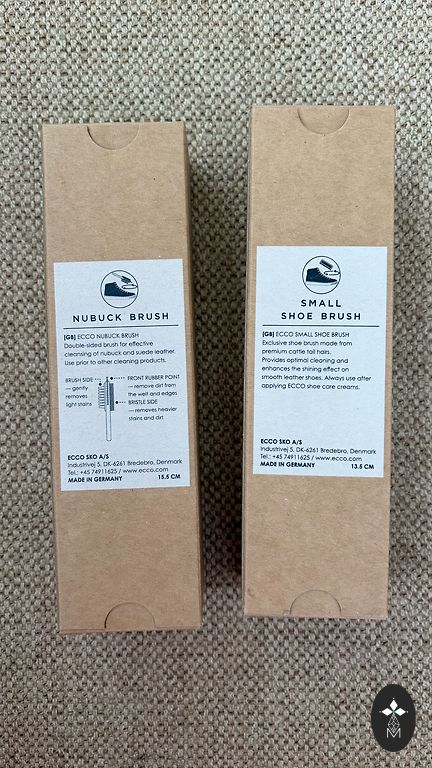 NUBUCK BRUSH
[GB] ECCO NUBUCK BRUSH
Double-sided brush for effective
cleansing of nubuck and suede leather.
Use prior to other cleaning products.
BRUSH SIDE
— gently
removes
light stains
FRONT RUBBER POINT
— remove dirt from
the welt and edges
BRISTLE SIDE
— removes heavier
stains and dirt
ECCO SKO A/S
Industrivej 5, DK-6261 Bredebro, Denmark
Tel.: +45 74911625 / www.ecco.com
MADE IN GERMANY 15.5 CM
SMALL
SHOE BRUSH
[GB] ECCO SMALL SHOE BRUSH
Exclusive shoe brush made from
premium cattle tail hairs.
Provides optimal cleaning and
enhances the shining effect on
smooth leather shoes. Always use after
applying ECCO shoe care creams.
ECCO SKO A/S
Industrivej 5, DK-6261 Bredebro, Denmark
Tel.: +45 74911625 / www.ecco.com
MADE IN GERMANY 13.5 CM
M